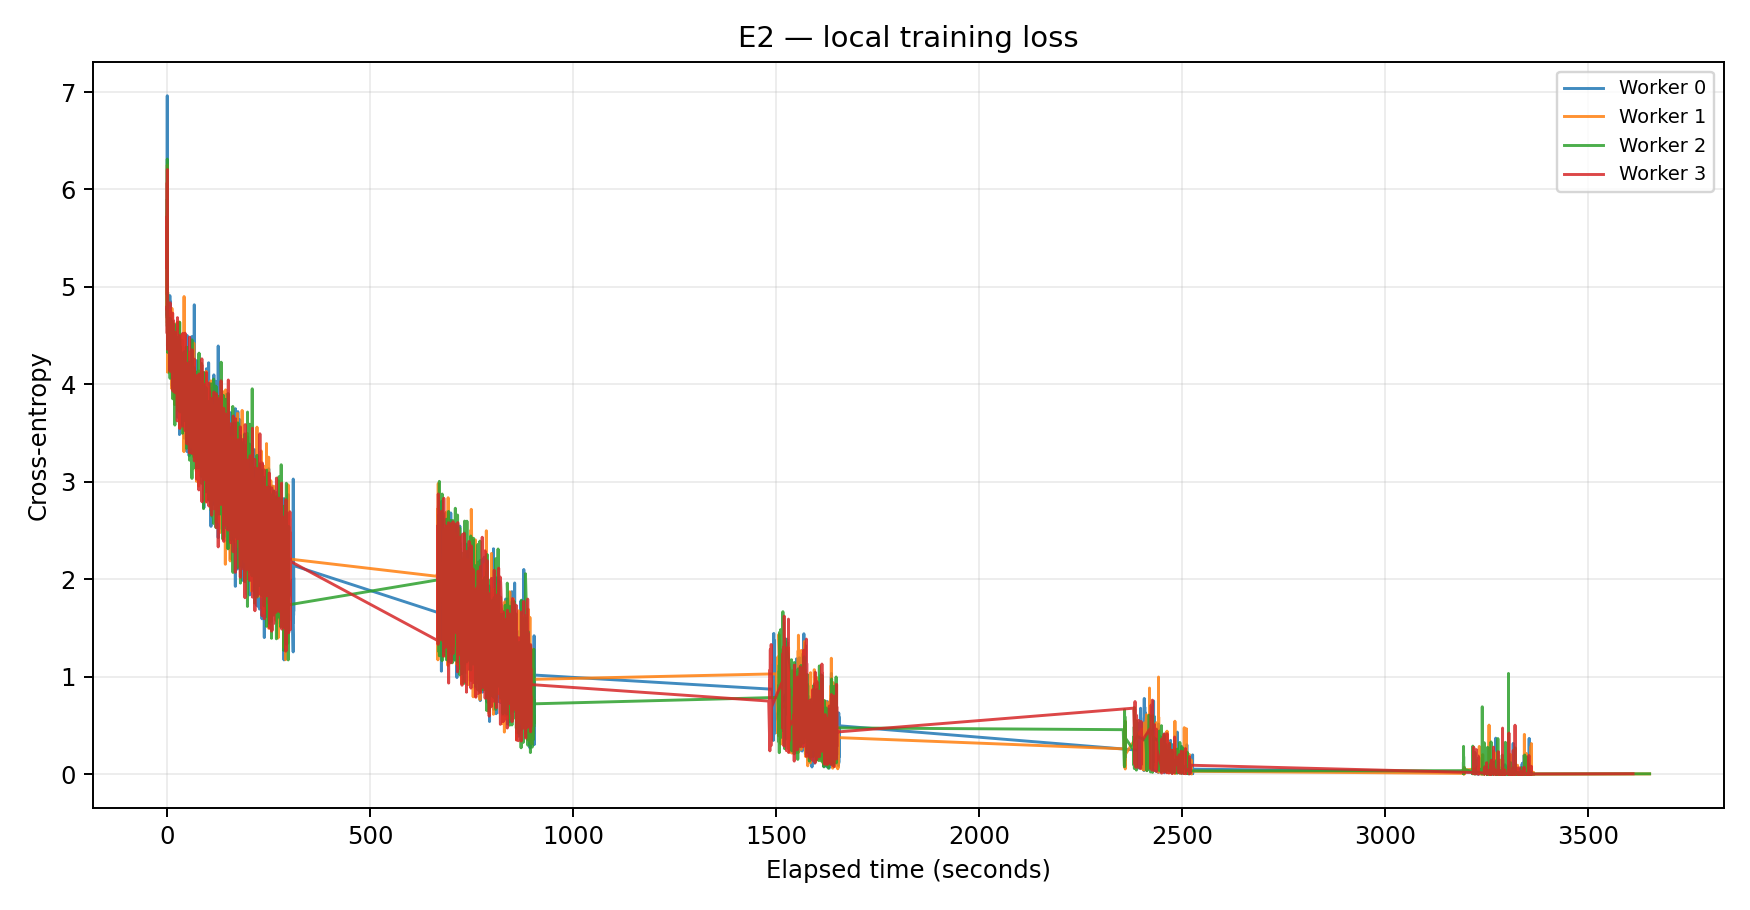 E2 — local training loss
Worker 0
Worker 1
Worker 2
Worker 3
Cross-entropy
7
6
5
4
3
2
1
0
0 500 1000 1500 2000 2500 3000 3500
Elapsed time (seconds)